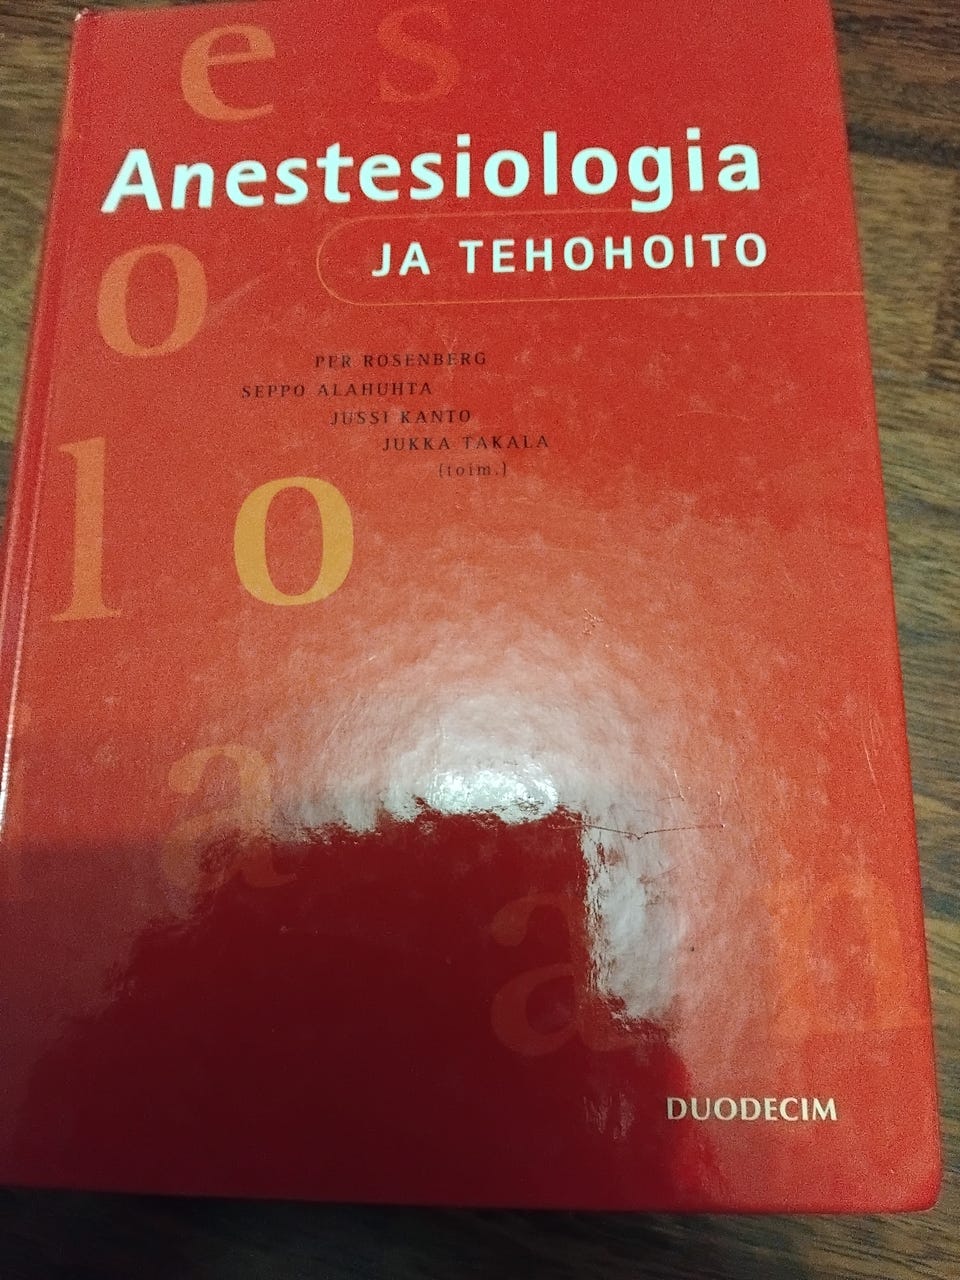 e s
Anestesiologia
JA TEHOHOITO
o
PER ROSENBERG
SEPPO ALAHUHTA
JUSSI KANTO
JUKKA TAKALA
(toim.)
l o
i a
a n
DUODECIM